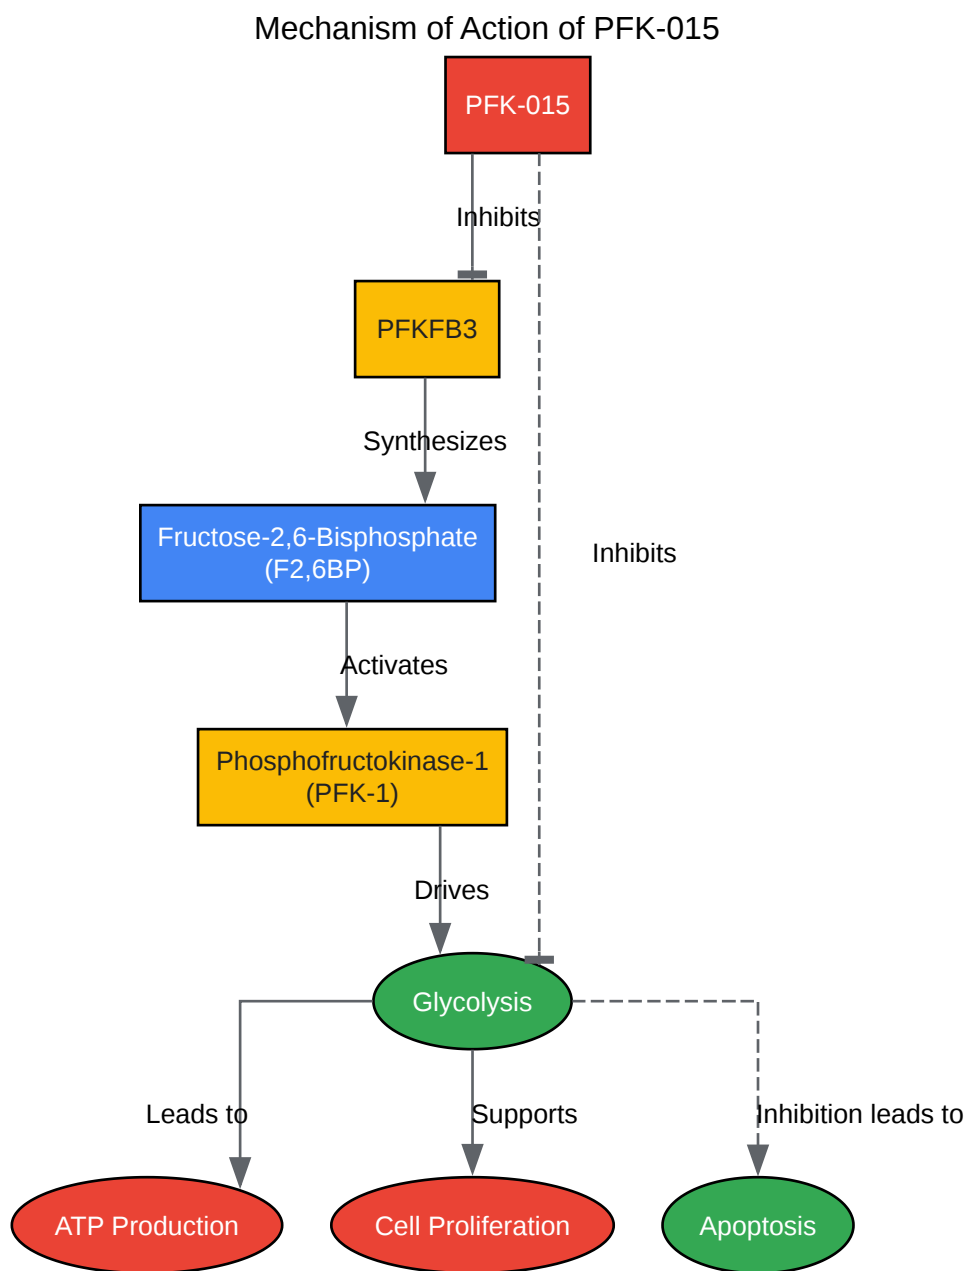 Mechanism of Action of PFK-015
PFK-015
Inhibits
PFKFB3
Synthesizes
Fructose-2,6-Bisphosphate
(F2,6BP)
Inhibits
Activates
Phosphofructokinase-1
(PFK-1)
Drives
Glycolysis
Leads to
Supports
Inhibition leads to
ATP Production
Cell Proliferation
Apoptosis